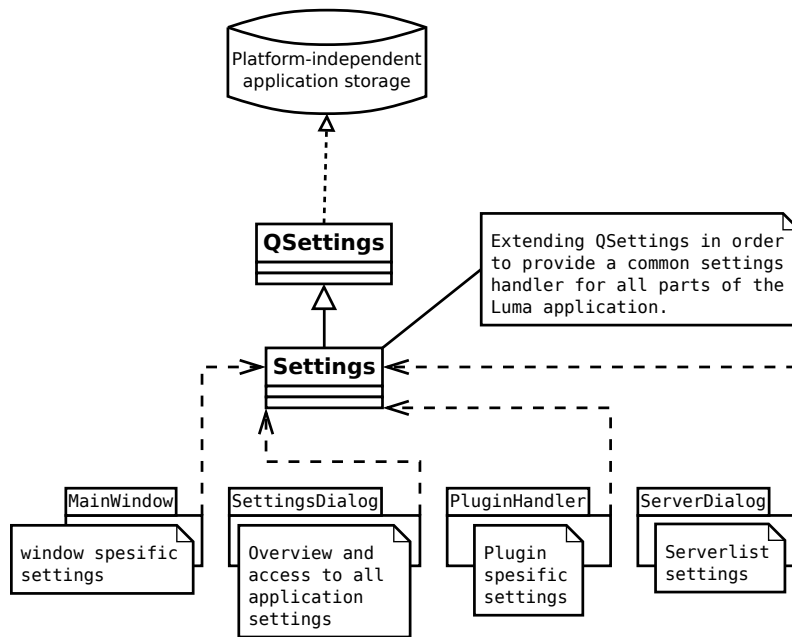 Platform-independent
application storage
QSettings
Extending QSettings in order
to provide a common settings
handler for all parts of the
Luma application.
Settings
MainWindow
SettingsDialog
PluginHandler
ServerDialog
window spesific
settings
Overview and
access to all
application
settings
Plugin
spesific
settings
Serverlist
settings